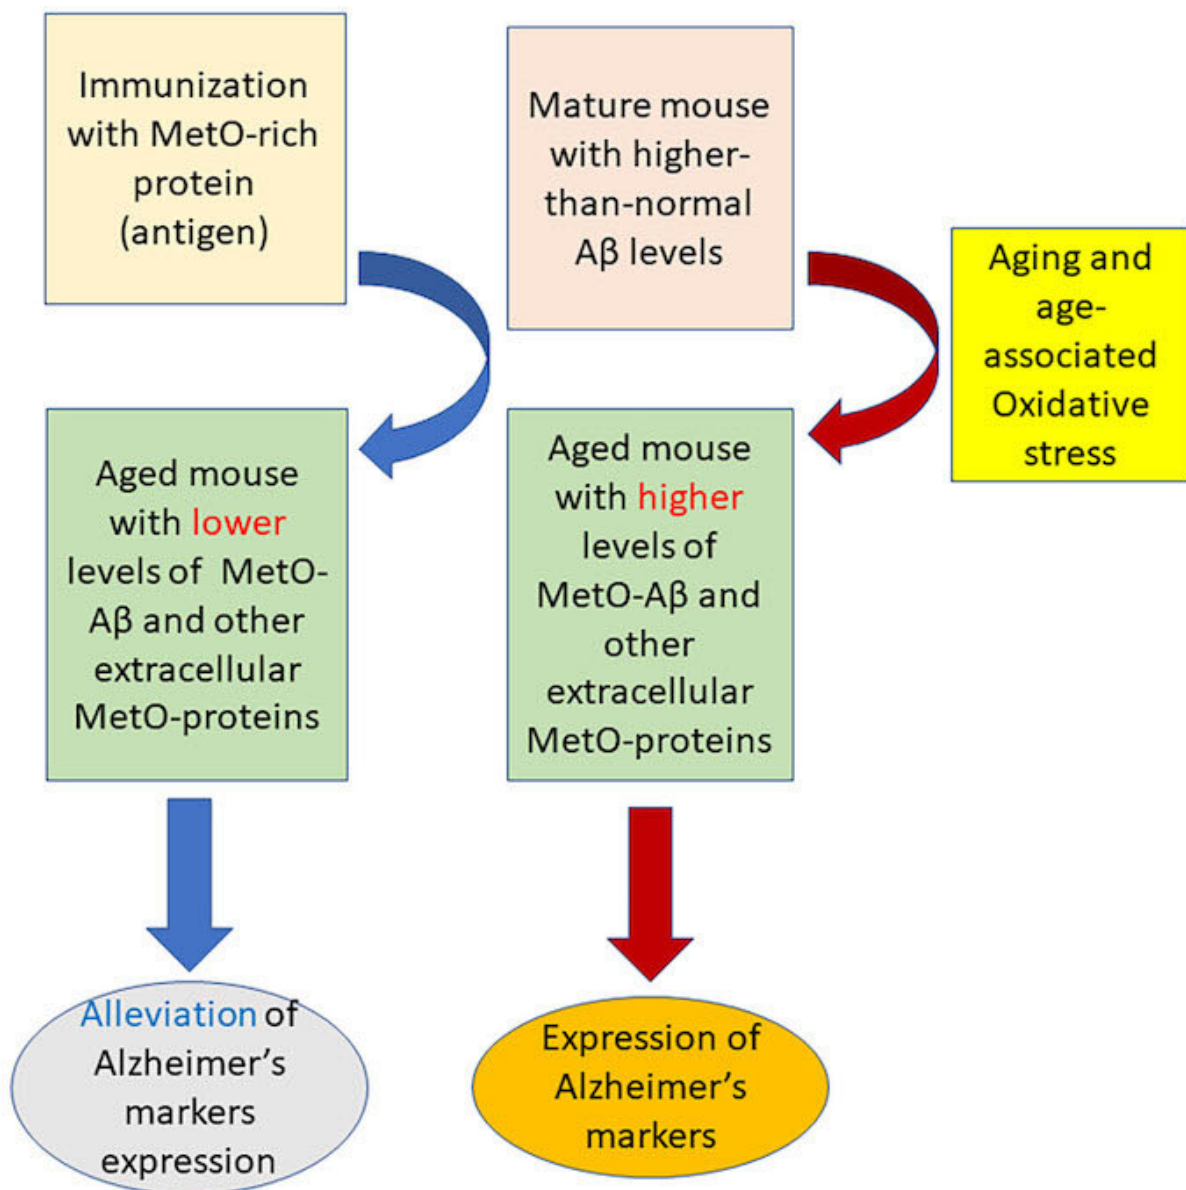 Immunization
with MetO-rich
protein
(antigen)
Mature mouse
with higher-
than-normal
Aβ levels
Aging and
age-
associated
Oxidative
stress
Aged mouse
with lower
levels of MetO-
Aβ and other
extracellular
MetO-proteins
Aged mouse
with higher
levels of
MetO-Aβ and
other
extracellular
MetO-proteins
Alleviation of
Alzheimer’s
markers
expression
Expression of
Alzheimer’s
markers